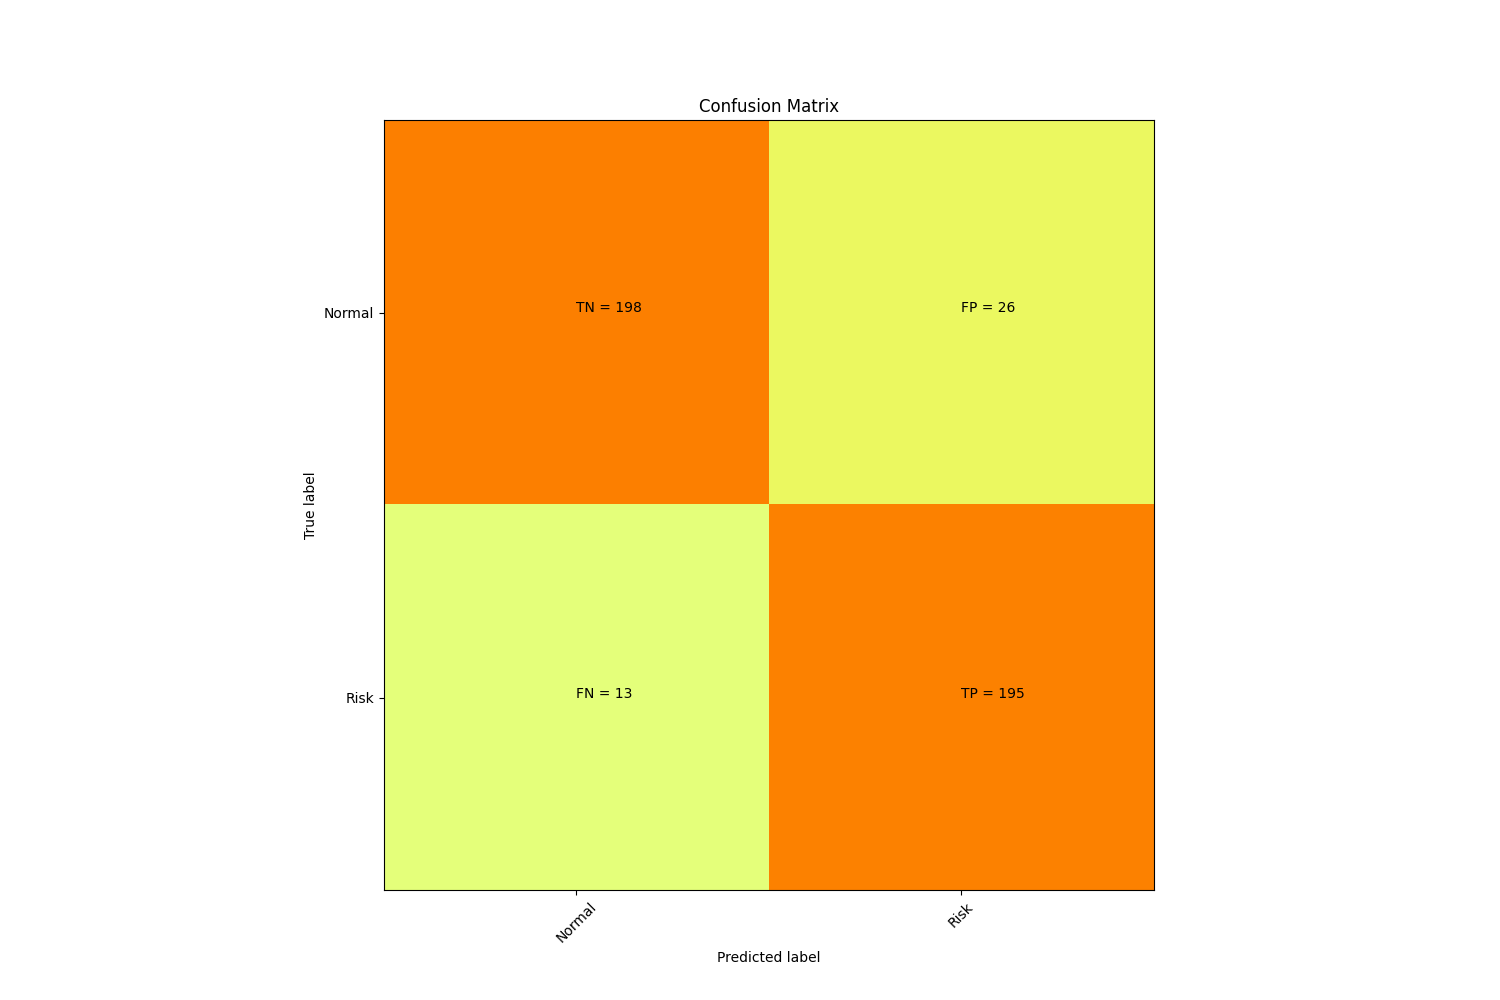 Confusion Matrix
TN = 198
FP = 26
Normal
True label
FN = 13
TP = 195
Risk
Normal
Risk
Predicted label